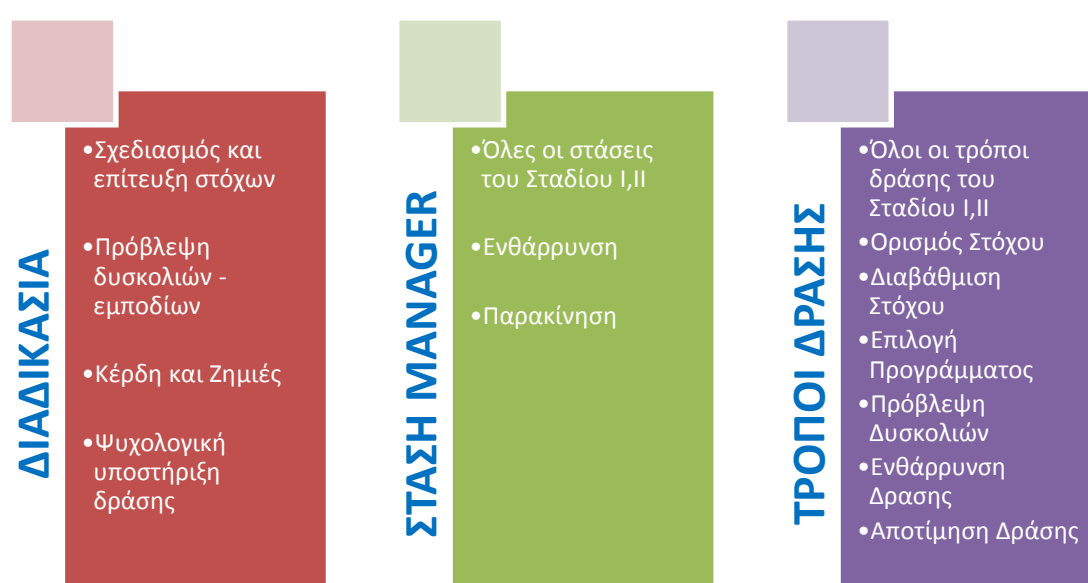 ΔΙΑΔΙΚΑΣΙΑ
•Σχεδιασμός και
επίτευξη στόχων
•Πρόβλεψη
δυσκολιών -
εμποδίων
•Κέρδη και Ζημιές
•Ψυχολογική
υποστήριξη
δράσης
ΣΤΑΣΗ MANAGER
•Όλες οι στάσεις
του Σταδίου Ι,ΙΙ
•Ενθάρρυνση
•Παρακίνηση
ΤΡΟΠΟΙ ΔΡΑΣΗΣ
•Όλοι οι τρόποι
δράσης του
Σταδίου Ι,ΙΙ
•Ορισμός Στόχου
•Διαβάθμιση
Στόχου
•Επιλογή
Προγράμματος
•Πρόβλεψη
Δυσκολιών
•Ενθάρρυνση
Δρασης
•Αποτίμηση Δράσης